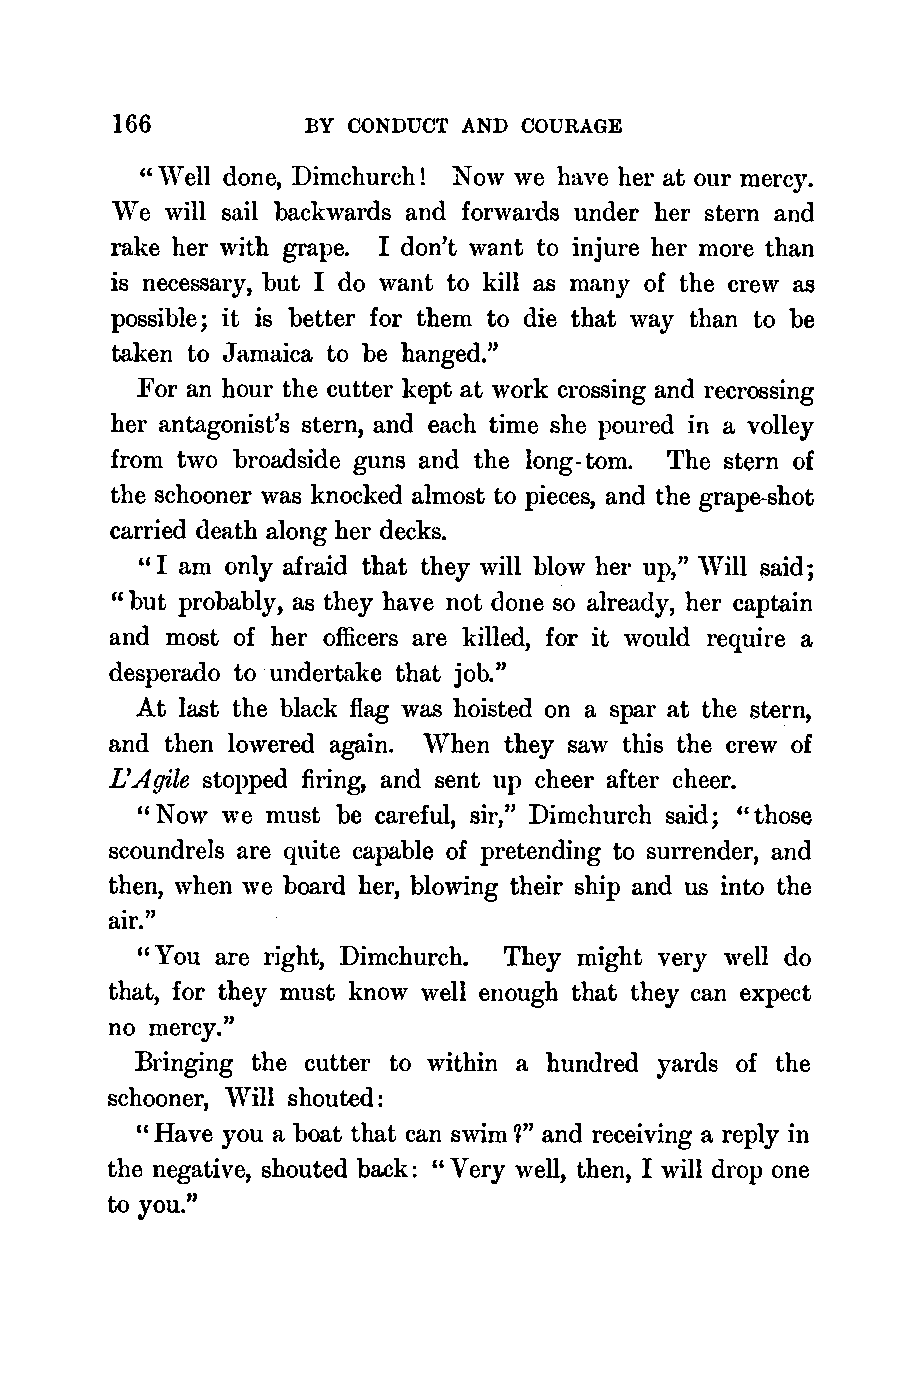 166 BY CONDUCT AND COURAGE
“Well done, Dimchurch! Now we have her at our mercy.
We will sail backwards and forwards under her stern and
rake her with grape. I don’t want to injure her more than
is necessary, but I do want to kill as many of the crew as
possible; it is better for them to die that way than to be
taken to Jamaica to be hanged.”
For an hour the cutter kept at work crossing and recrossing
her antagonist’s stern, and each time she poured in a volley
from two broadside guns and the long-tom. The stern of
the schooner was knocked almost to pieces, and the grape-shot
carried death along her decks.
“I am only afraid that they will blow her up,” Will said;
“but probably, as they have not done so already, her captain
and most of her officers are killed, for it would require a
desperado to undertake that job.”
At last the black flag was hoisted on a spar at the stern,
and then lowered again. When they saw this the crew of
L’Agile stopped firing, and sent up cheer after cheer.
“Now we must be careful, sir,” Dimchurch said; “those
scoundrels are quite capable of pretending to surrender, and
then, when we board her, blowing their ship and us into the
air.”
“You are right, Dimchurch. They might very well do
that, for they must know well enough that they can expect
no mercy.”
Bringing the cutter to within a hundred yards of the
schooner, Will shouted:
“Have you a boat that can swim?” and receiving a reply in
the negative, shouted back: “Very well, then, I will drop one
to you.”